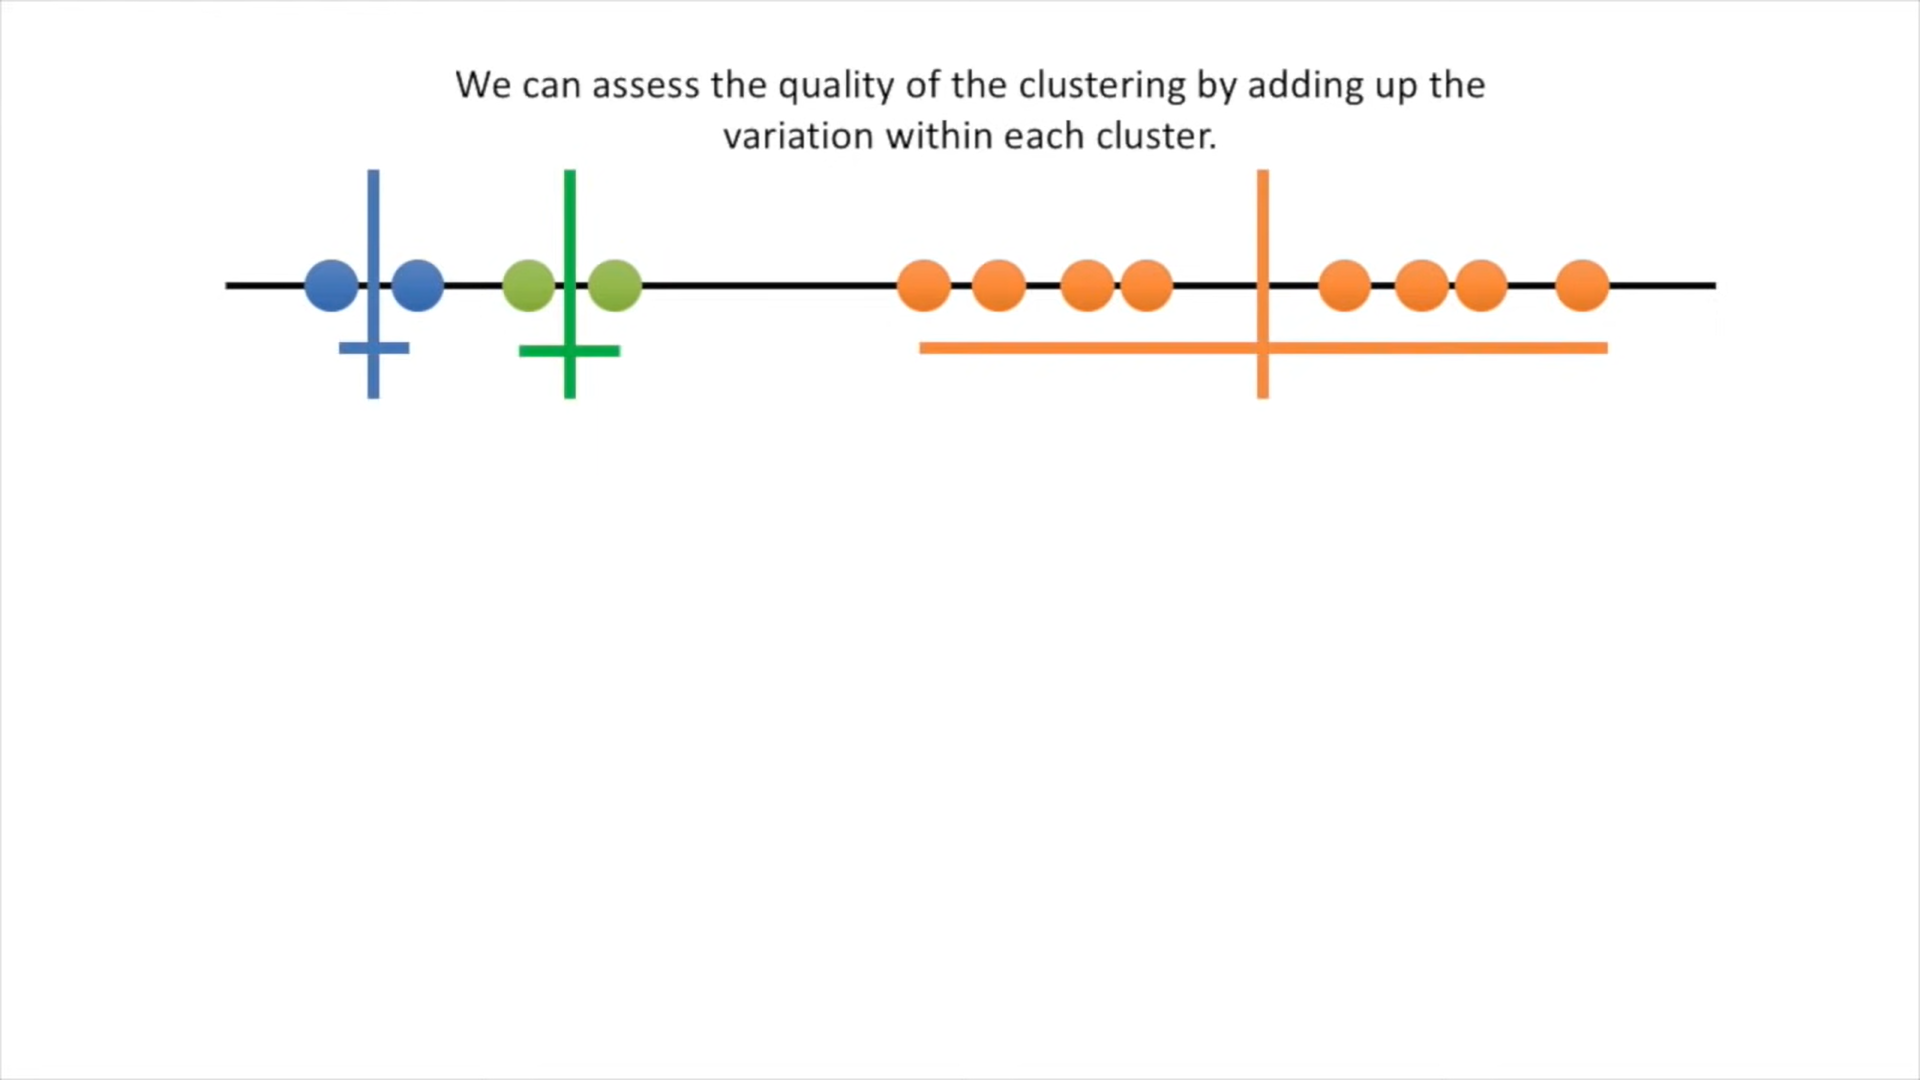 We can assess the quality of the clustering by adding up the
variation within each cluster.